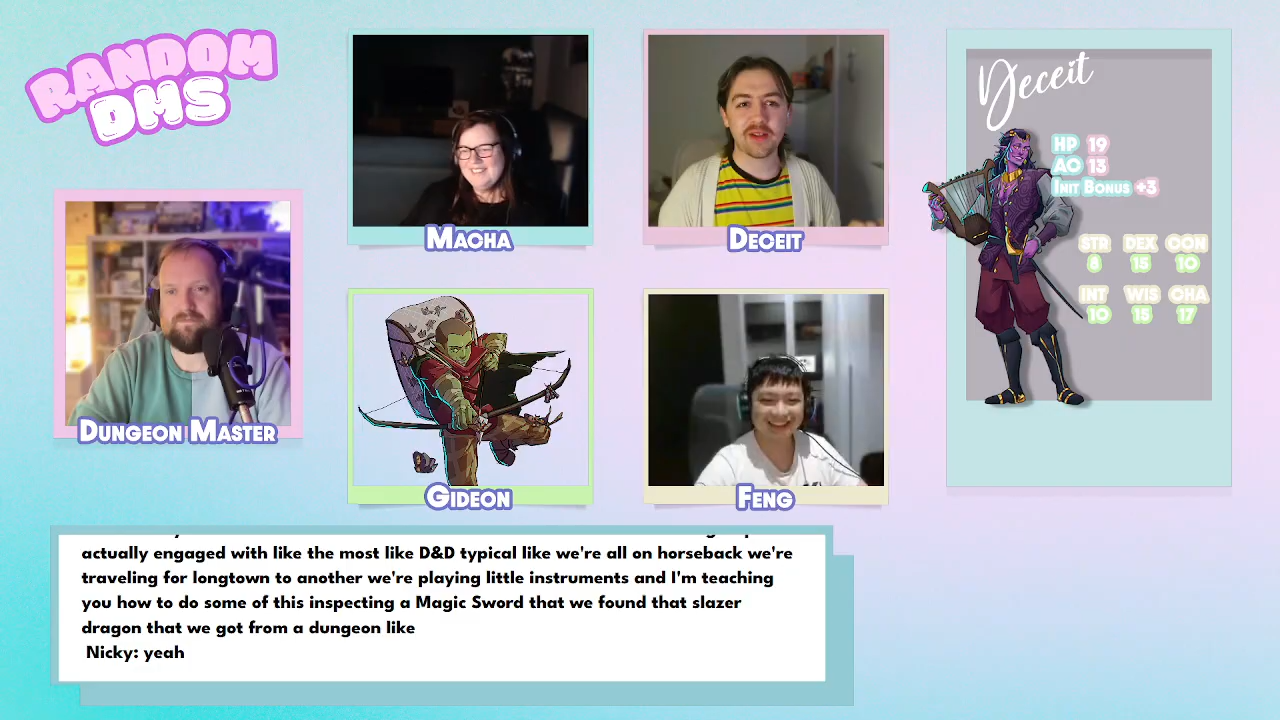 RANDOM
DMS
Dungeon Master
Macha
Deceit
Gideon
Feng
Deceit
HP 19
AC 13
Init Bonus +3
STR DEX CON
8 15 10
INT WIS CHA
10 15 17
actually engaged with like the most like D&D typical like we're all on horseback we're
traveling for longtown to another we're playing little instruments and I'm teaching
you how to do some of this inspecting a Magic Sword that we found that slazer
dragon that we got from a dungeon like
Nicky: yeah